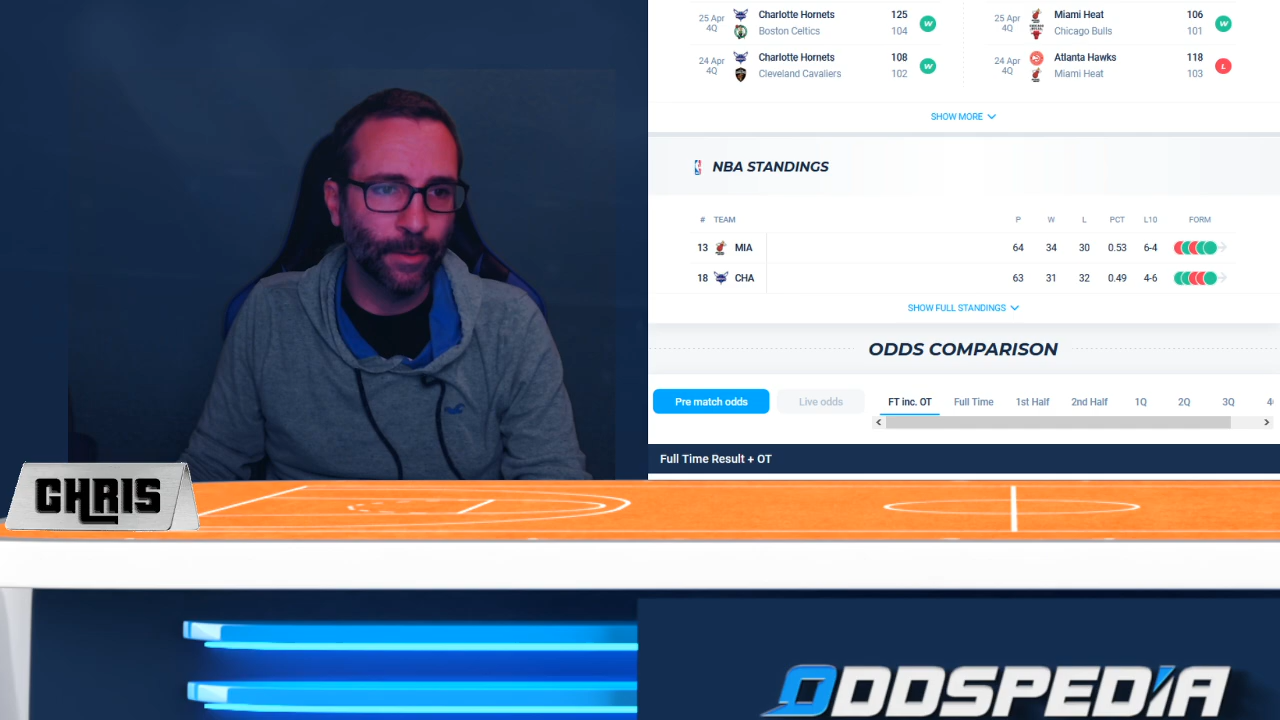 25 Apr 4Q Charlotte Hornets 125 W
Boston Celtics 104
25 Apr 4Q Miami Heat 106 W
Chicago Bulls 101
24 Apr 4Q Charlotte Hornets 108 W
Cleveland Cavaliers 102
24 Apr 4Q Atlanta Hawks 118 L
Miami Heat 103
SHOW MORE
NBA STANDINGS
# TEAM P W L PCT L10 FORM
13 MIA 64 34 30 0.53 6-4
18 CHA 63 31 32 0.49 4-6
SHOW FULL STANDINGS
ODDS COMPARISON
Pre match odds Live odds FT inc. OT Full Time 1st Half 2nd Half 1Q 2Q 3Q
Full Time Result + OT
CHRIS
ODDSPEDIA